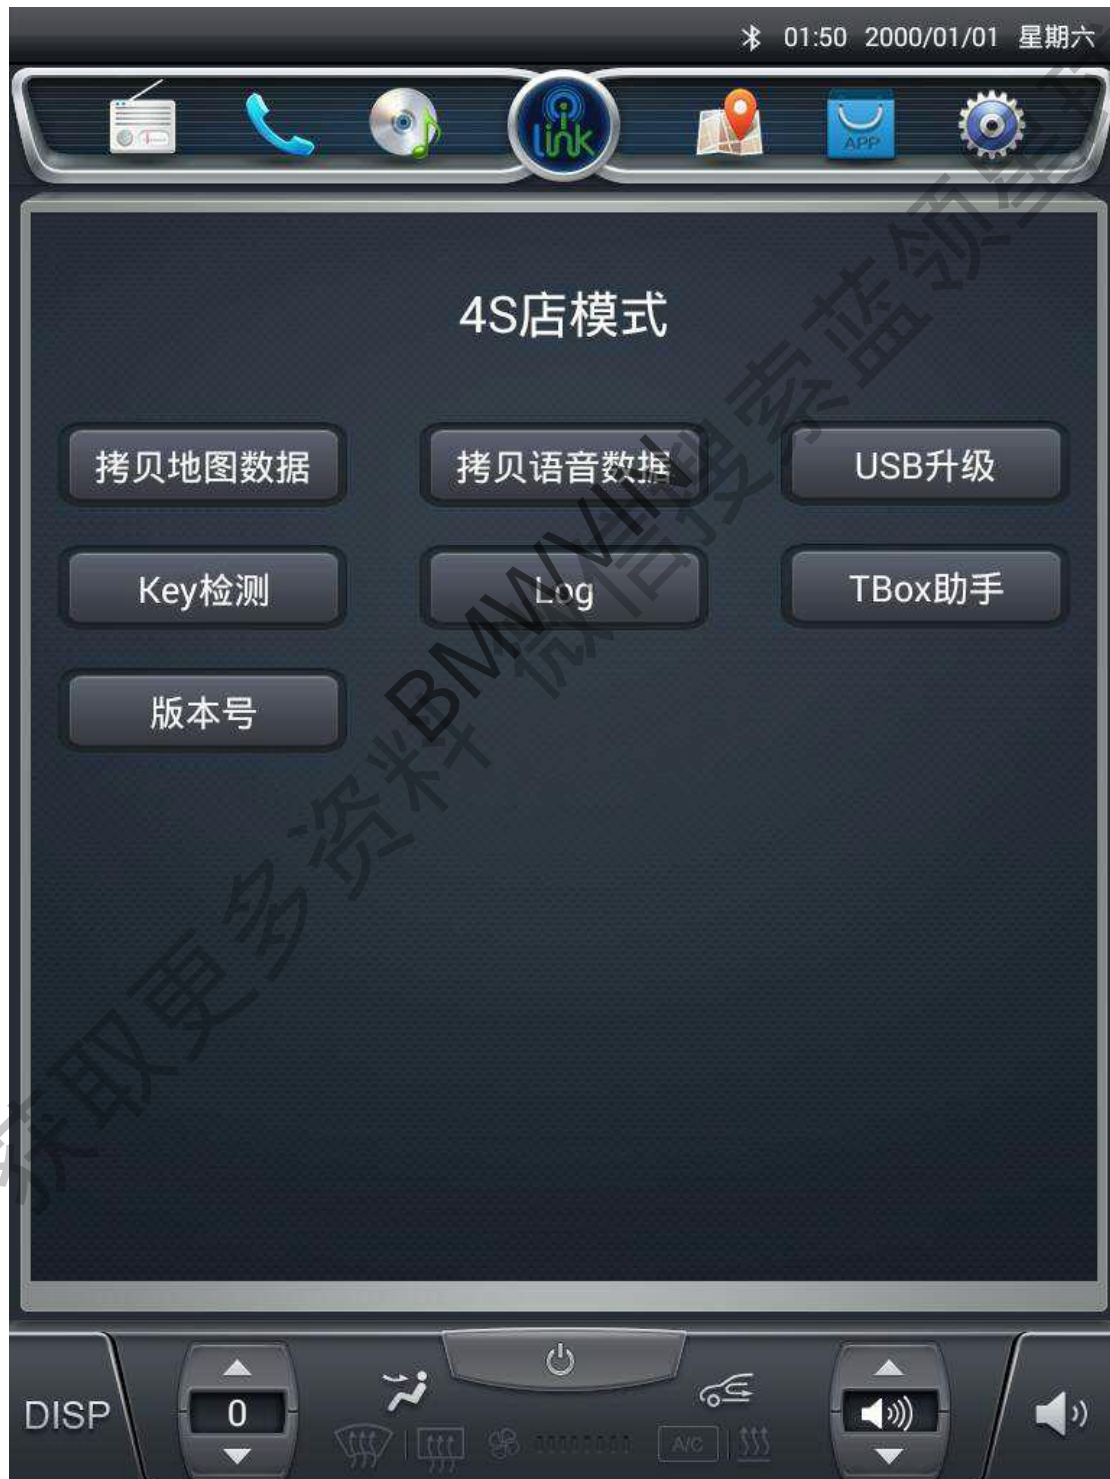 01:50 2000/01/01 星期六
link
APP
4S店模式
拷贝地图数据 拷贝语音数据 USB升级
Key检测 Log TBox助手
版本号
获取更多资料 BMWVIN 微信搜索蓝领星球
DISP 0
A/C